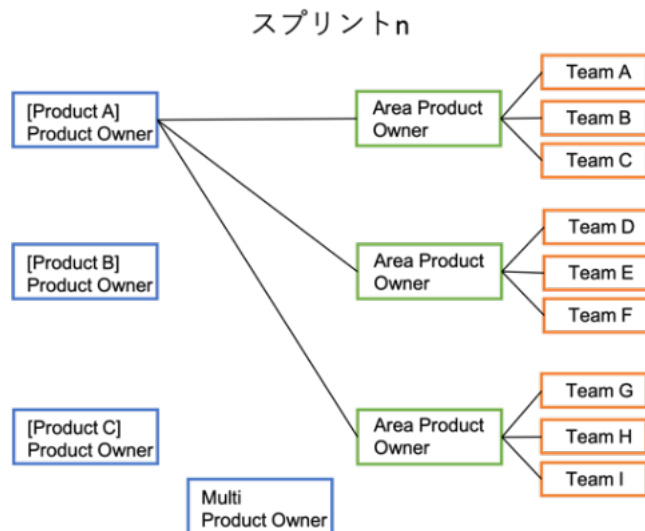 スプリントn
[Product A]
Product Owner
Area Product
Owner
Team A
Team B
Team C
[Product B]
Product Owner
Area Product
Owner
Team D
Team E
Team F
[Product C]
Product Owner
Area Product
Owner
Team G
Team H
Team I
Multi
Product Owner